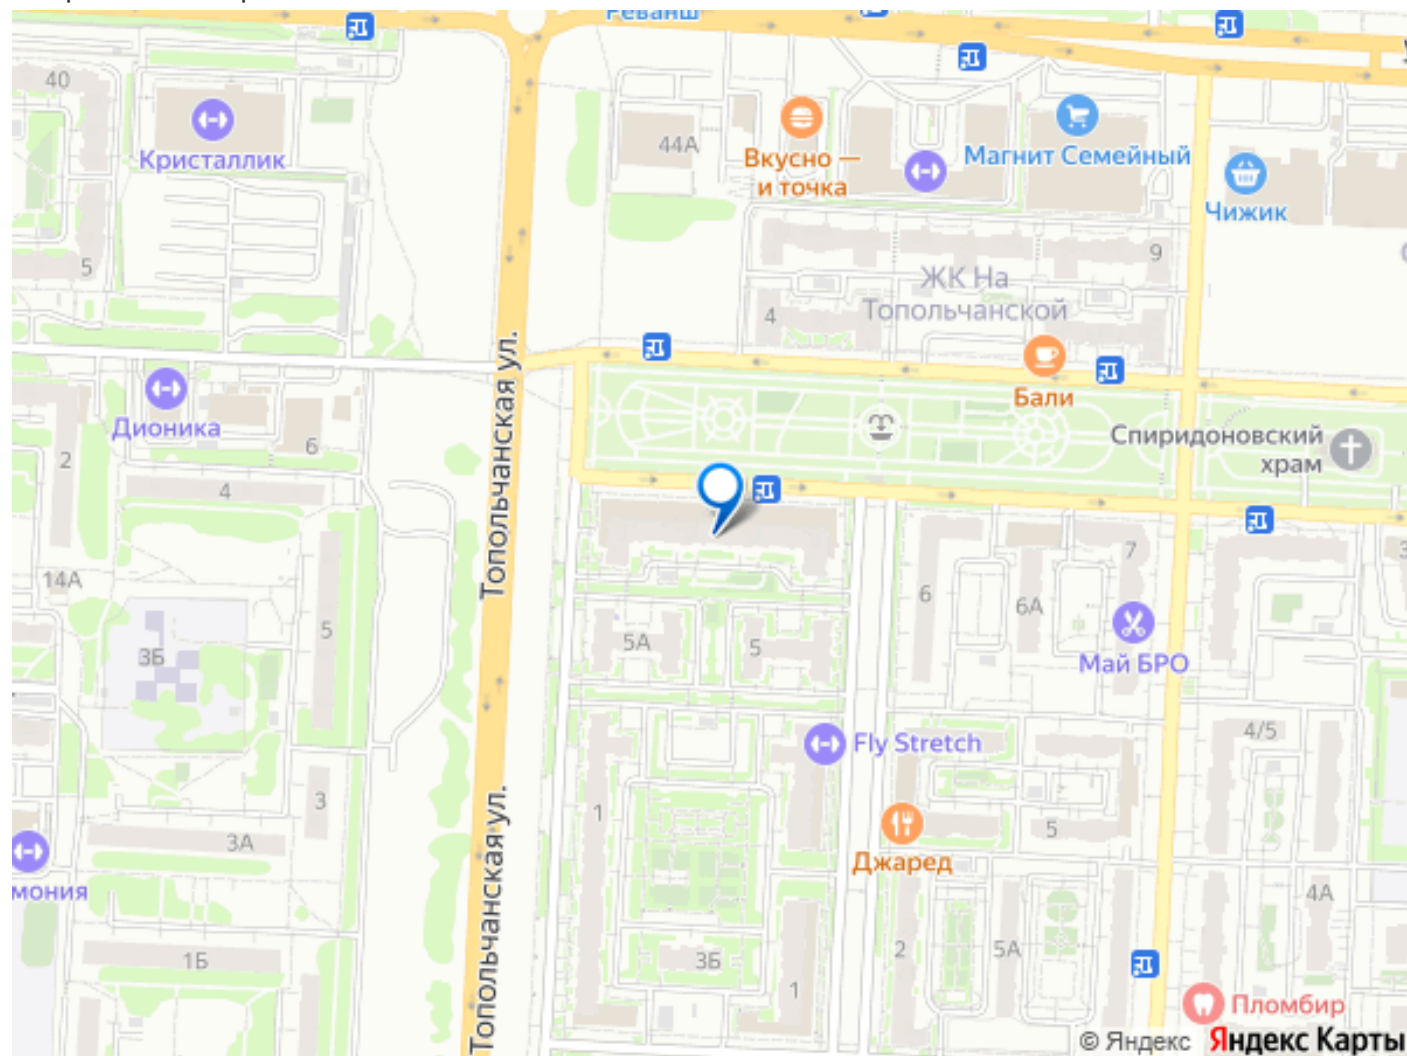 Реванш
40
Кристаллик
44А
Вкусно —
и точка
Магнит Семейный
Чижик
5
9
ЖК На
Топольчанской
4
Топольчанская ул.
Бали
Дионика
6
2
4
Спиридоновский
храм
14А
5
3Б
5А
5
6
6А
7
Май БРО
Fly Stretch
4/5
1
3
3А
5
Джаред
мония
4А
1Б
3Б
1
2
5А
Топольчанская ул.
Пломбир
© Яндекс Яндекс Карты